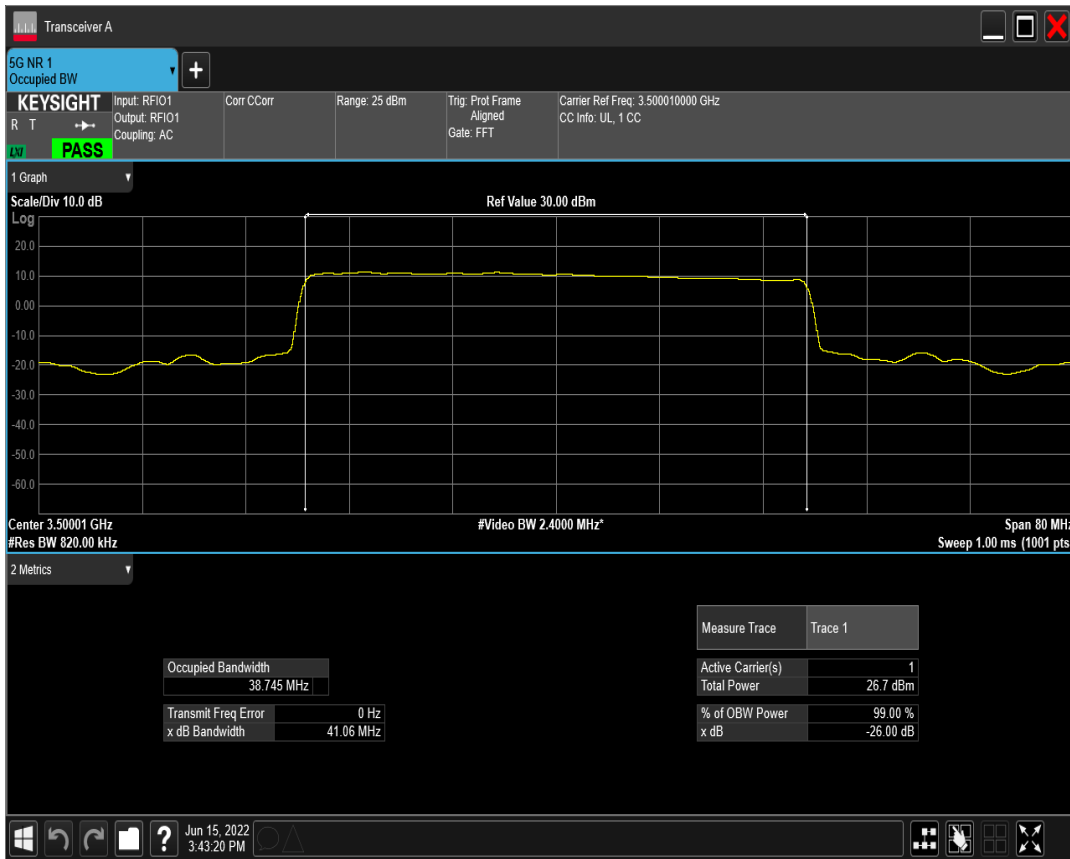 Transceiver A
5G NR 1
Occupied BW
+
KEYSIGHT
R T
LXI
PASS
Input: RFIO1
Output: RFIO1
Coupling: AC
Corr CCorr
Range: 25 dBm
Trig: Prot Frame
Aligned
Gate: FFT
Carrier Ref Freq: 3.500010000 GHz
CC Info: UL, 1 CC
1 Graph
Scale/Div 10.0 dB
Ref Value 30.00 dBm
Log
20.0
10.0
0.00
-10.0
-20.0
-30.0
-40.0
-50.0
-60.0
Center 3.50001 GHz
#Video BW 2.4000 MHz*
Span 80 MHz
#Res BW 820.00 kHz
Sweep 1.00 ms (1001 pts
2 Metrics
Measure Trace Trace 1
Occupied Bandwidth
38.745 MHz
Active Carrier(s) 1
Total Power 26.7 dBm
Transmit Freq Error 0 Hz
x dB Bandwidth 41.06 MHz
% of OBW Power 99.00 %
x dB -26.00 dB
?
Jun 15, 2022
3:43:20 PM